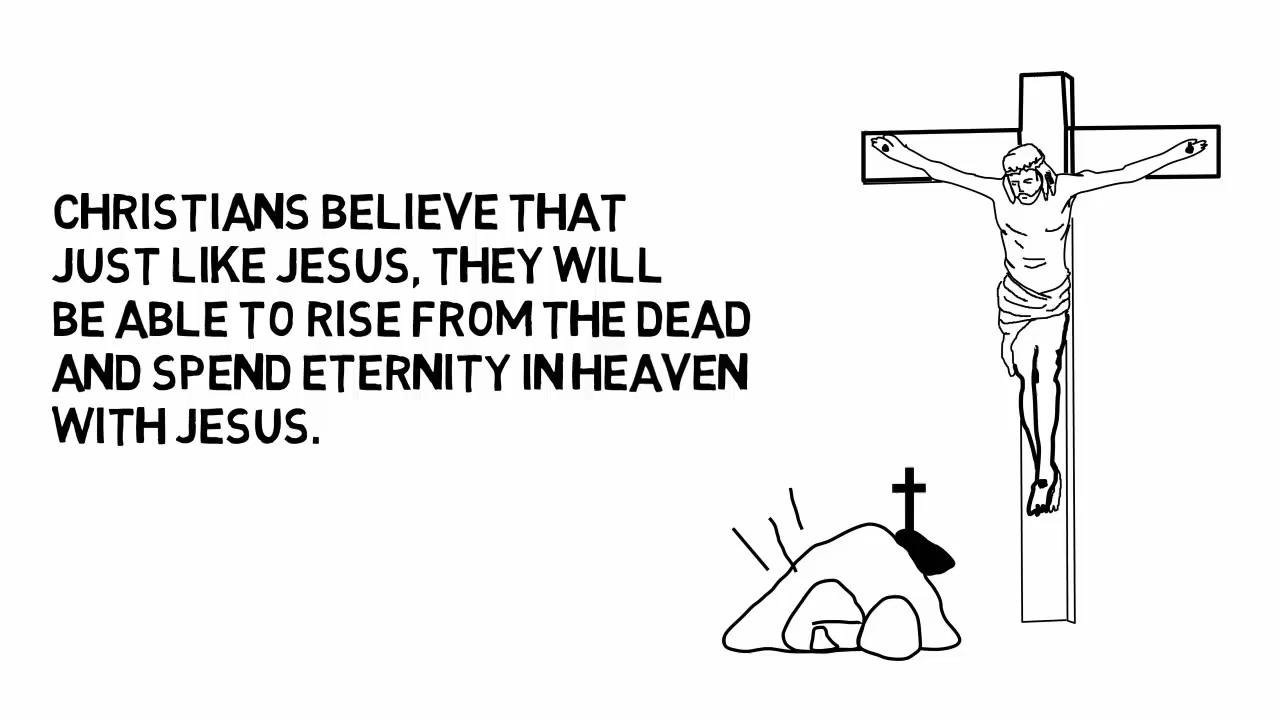 CHRISTIANS BELIEVE THAT
JUST LIKE JESUS, THEY WILL
BE ABLE TO RISE FROM THE DEAD
AND SPEND ETERNITY IN HEAVEN
WITH JESUS.